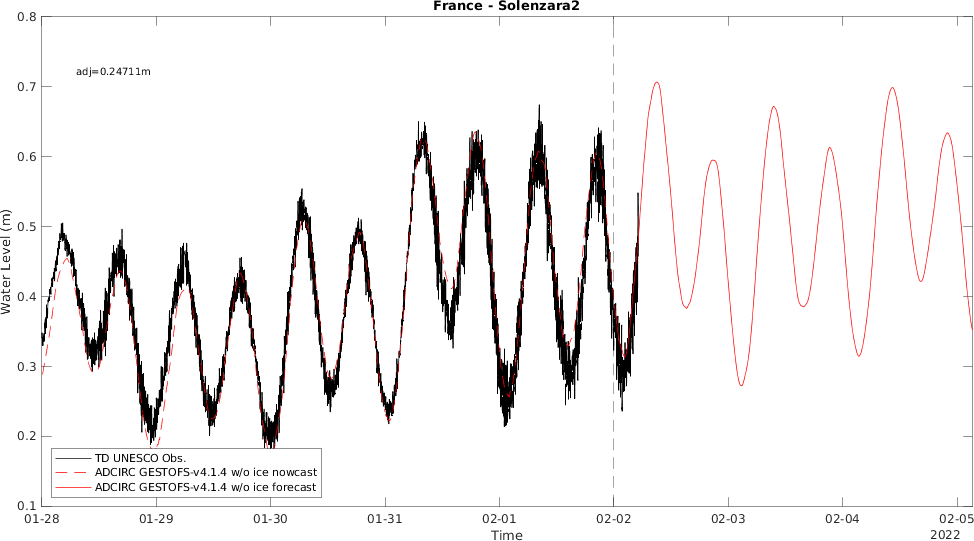 France - Solenzara2
adj=0.24711m
Water Level (m)
0.8
0.7
0.6
0.5
0.4
0.3
0.2
0.1
TD UNESCO Obs.
ADCIRC GESTOFS-v4.1.4 w/o ice nowcast
ADCIRC GESTOFS-v4.1.4 w/o ice forecast
01-28 01-29 01-30 01-31 02-01 02-02 02-03 02-04 02-05
Time
2022